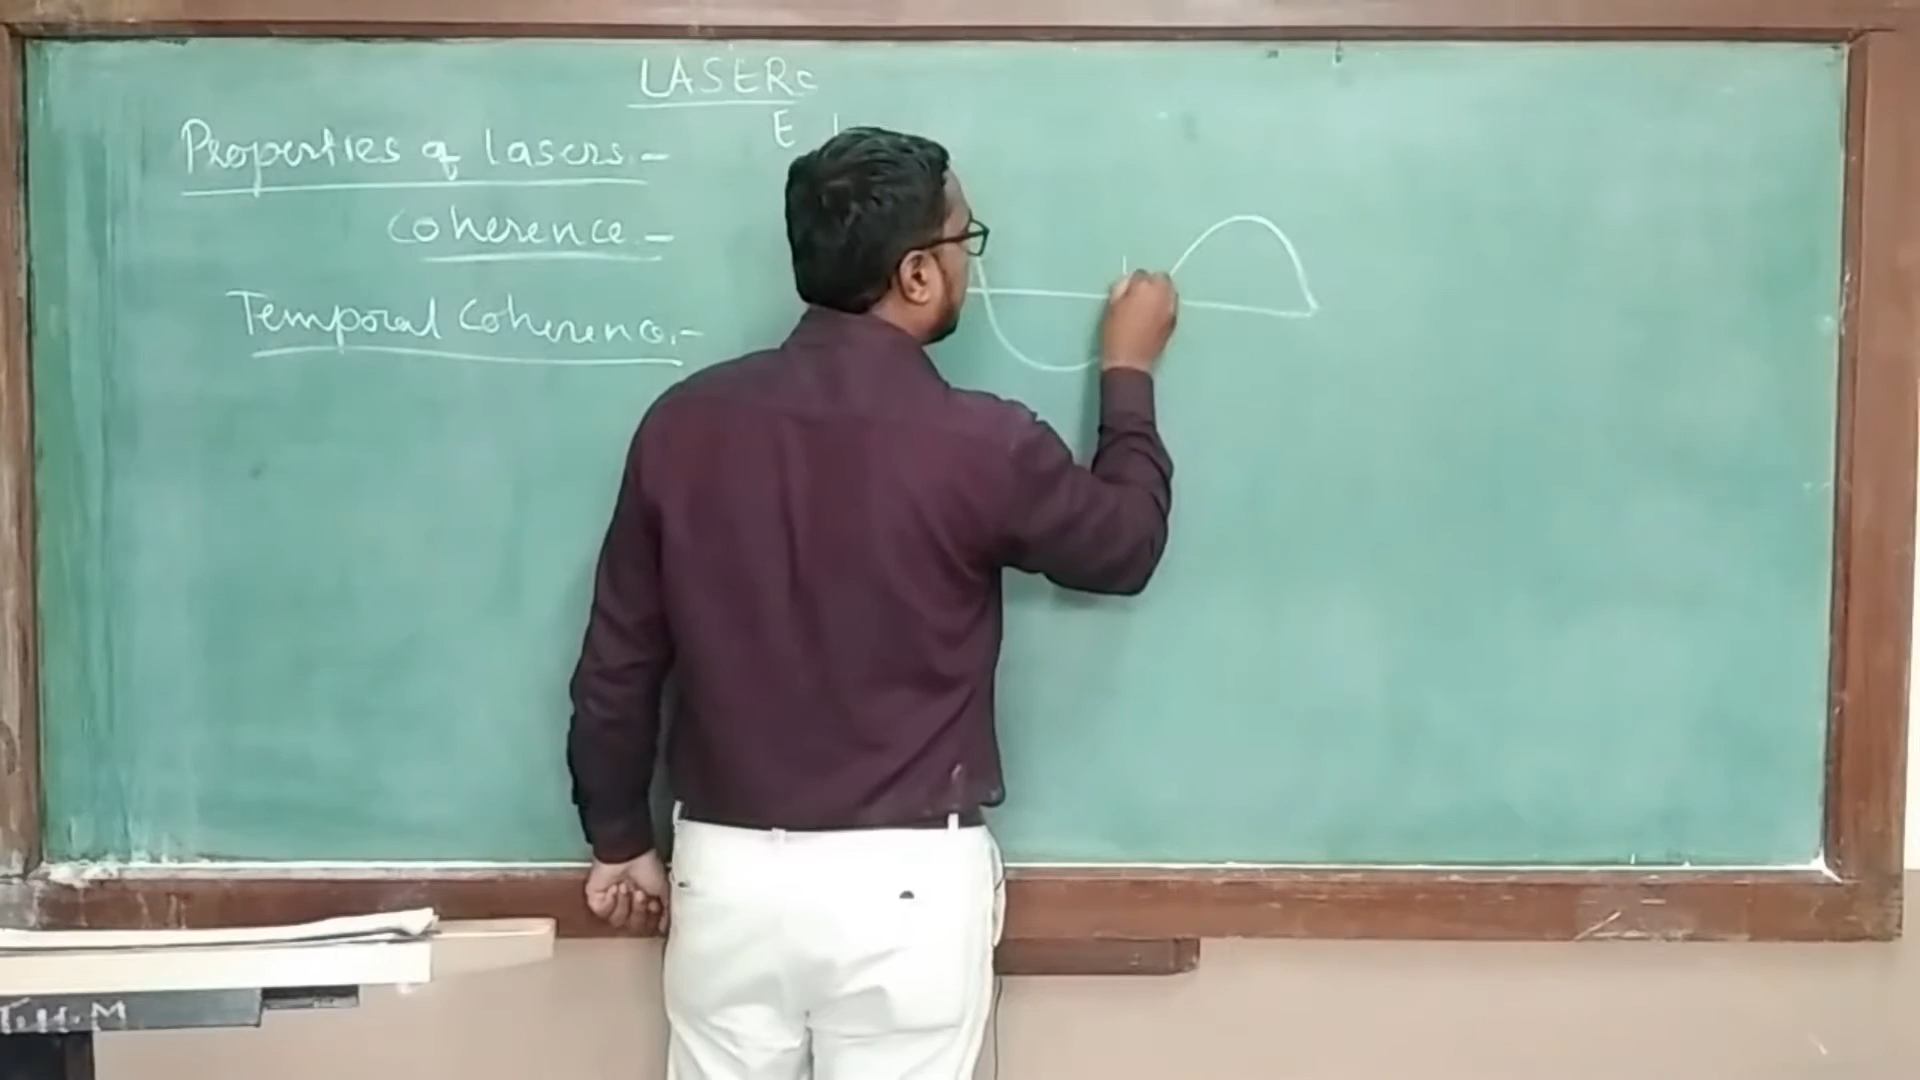 LASERs
E
Properties of lasers:-
Coherence:-
Temporal Coherence:-
T.H.M